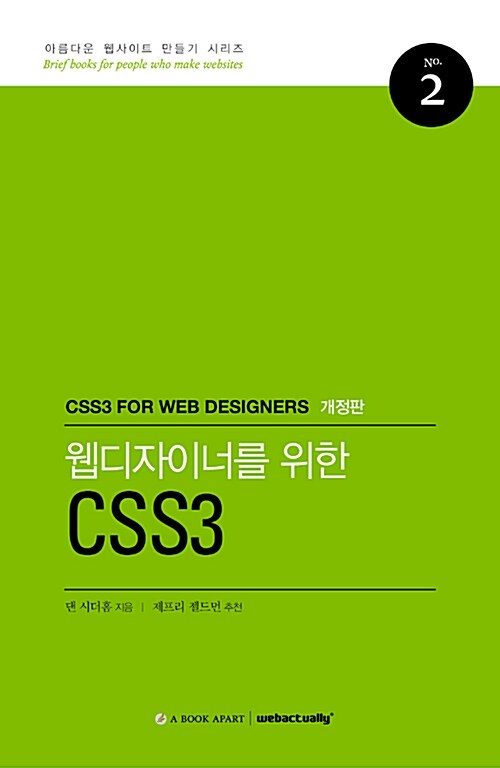 아름다운 웹사이트 만들기 시리즈
Brief books for people who make websites
No.
2
CSS3 FOR WEB DESIGNERS 개정판
웹디자이너를 위한
CSS3
댄 시더홈 지음 | 제프리 젤드먼 추천
A BOOK APART | webactually